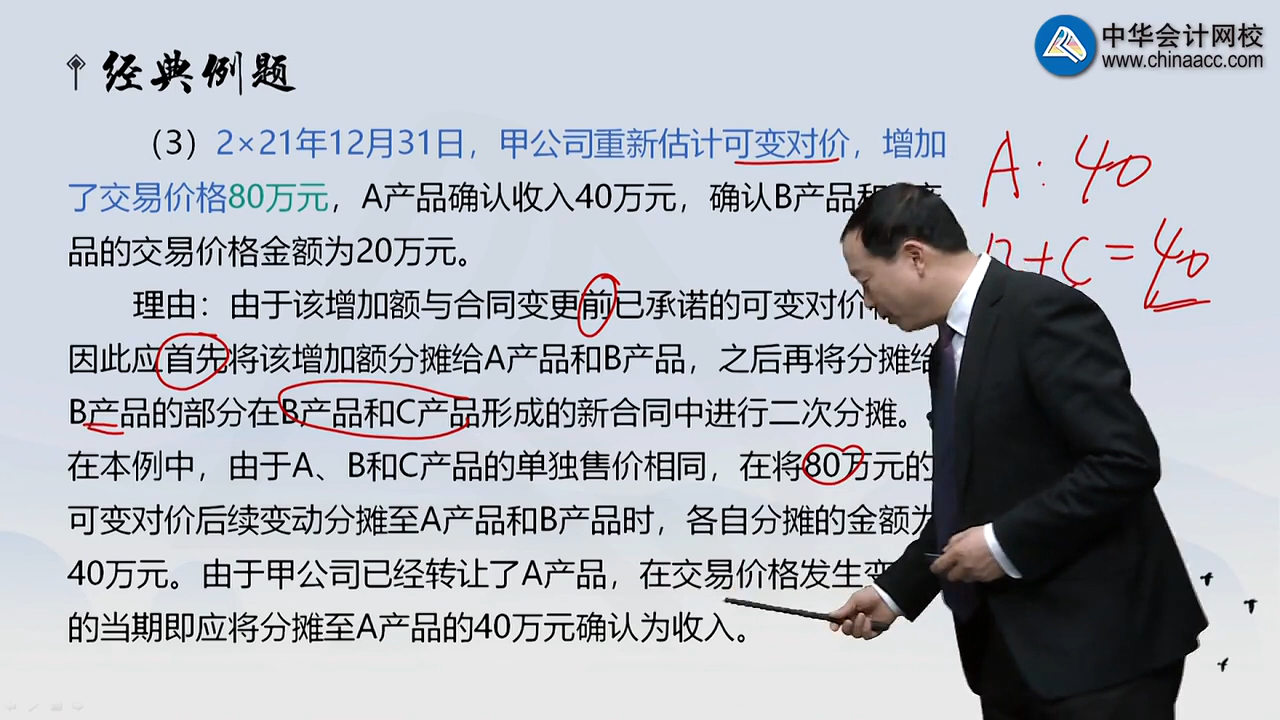 中华会计网校
www.chinaacc.com
经典例题
（3）2×21年12月31日，甲公司重新估计可变对价，增加
了交易价格80万元，A产品确认收入40万元，确认B产品和
品的交易价格金额为20万元。
理由：由于该增加额与合同变更前已承诺的可变对价
因此应首先将该增加额分摊给A产品和B产品，之后再将分摊给
B产品的部分在B产品和C产品形成的新合同中进行二次分摊。
在本例中，由于A、B和C产品的单独售价相同，在将80万元的
可变对价后续变动分摊至A产品和B产品时，各自分摊的金额为
40万元。由于甲公司已经转让了A产品，在交易价格发生变
的当期即应将分摊至A产品的40万元确认为收入。
A: 40
+C=40